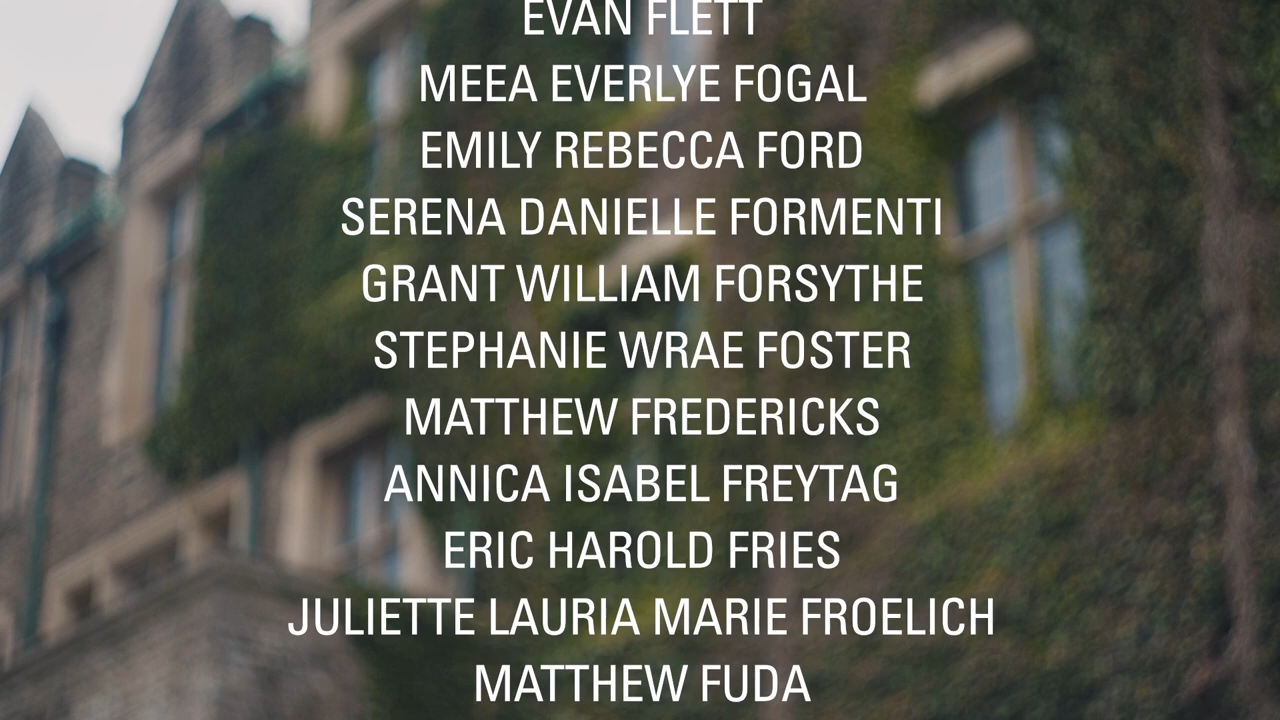 EVAN FLETT
MEEA EVERLYE FOGAL
EMILY REBECCA FORD
SERENA DANIELLE FORMENTI
GRANT WILLIAM FORSYTHE
STEPHANIE WRAE FOSTER
MATTHEW FREDERICKS
ANNICA ISABEL FREYTAG
ERIC HAROLD FRIES
JULIETTE LAURIA MARIE FROELICH
MATTHEW FUDA